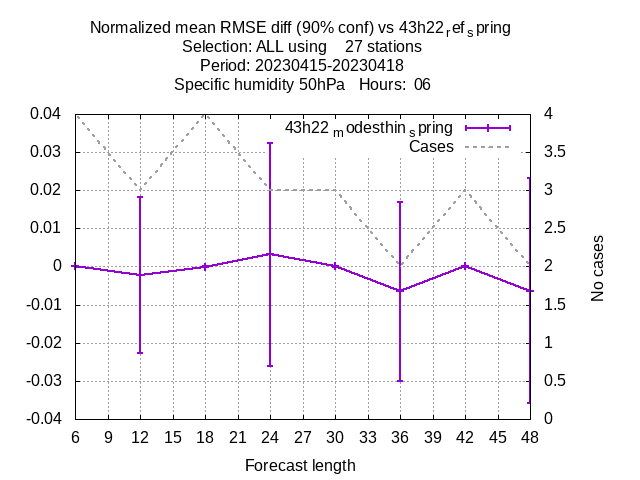 Normalized mean RMSE diff (90% conf) vs 43h22refspring
Selection: ALL using 27 stations
Period: 20230415-20230418
Specific humidity 50hPa Hours: 06
43h22modesthinspring
Cases
0.04
0.03
0.02
0.01
0
-0.01
-0.02
-0.03
-0.04
4
3.5
3
2.5
2
1.5
1
0.5
0
No cases
6 9 12 15 18 21 24 27 30 33 36 39 42 45 48
Forecast length